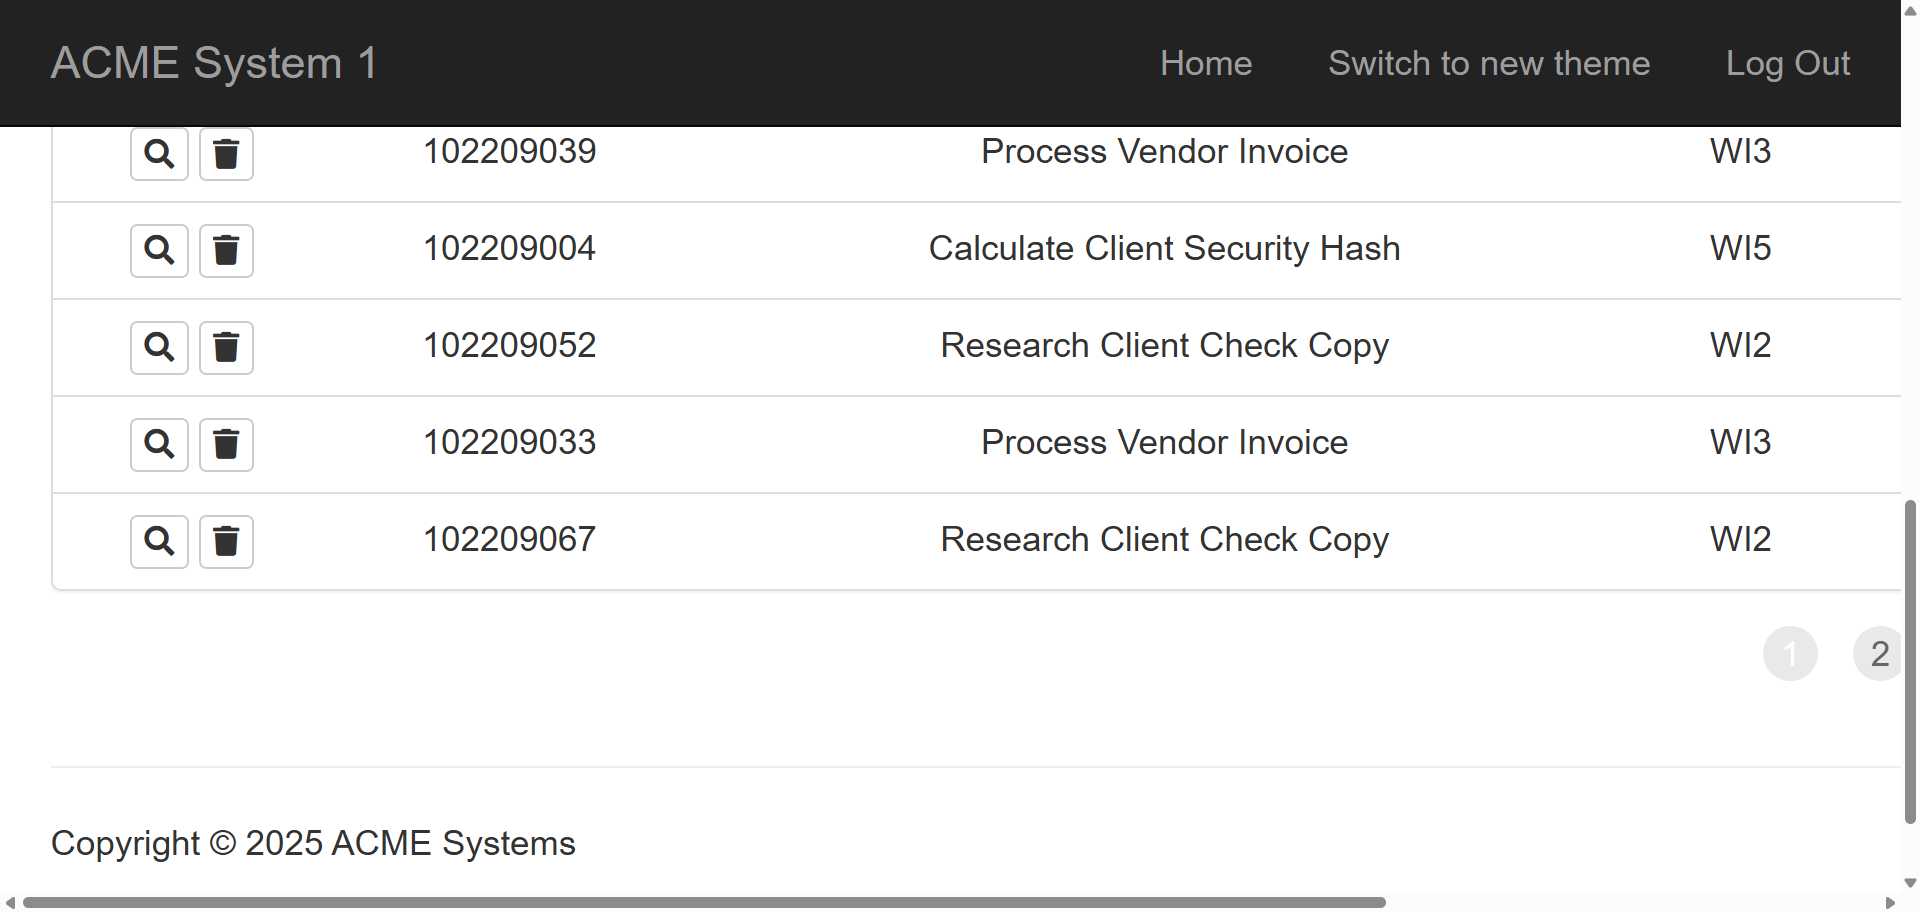 ACME System 1 Home Switch to new theme Log Out
102209039 Process Vendor Invoice WI3
102209004 Calculate Client Security Hash WI5
102209052 Research Client Check Copy WI2
102209033 Process Vendor Invoice WI3
102209067 Research Client Check Copy WI2
1 2
Copyright © 2025 ACME Systems